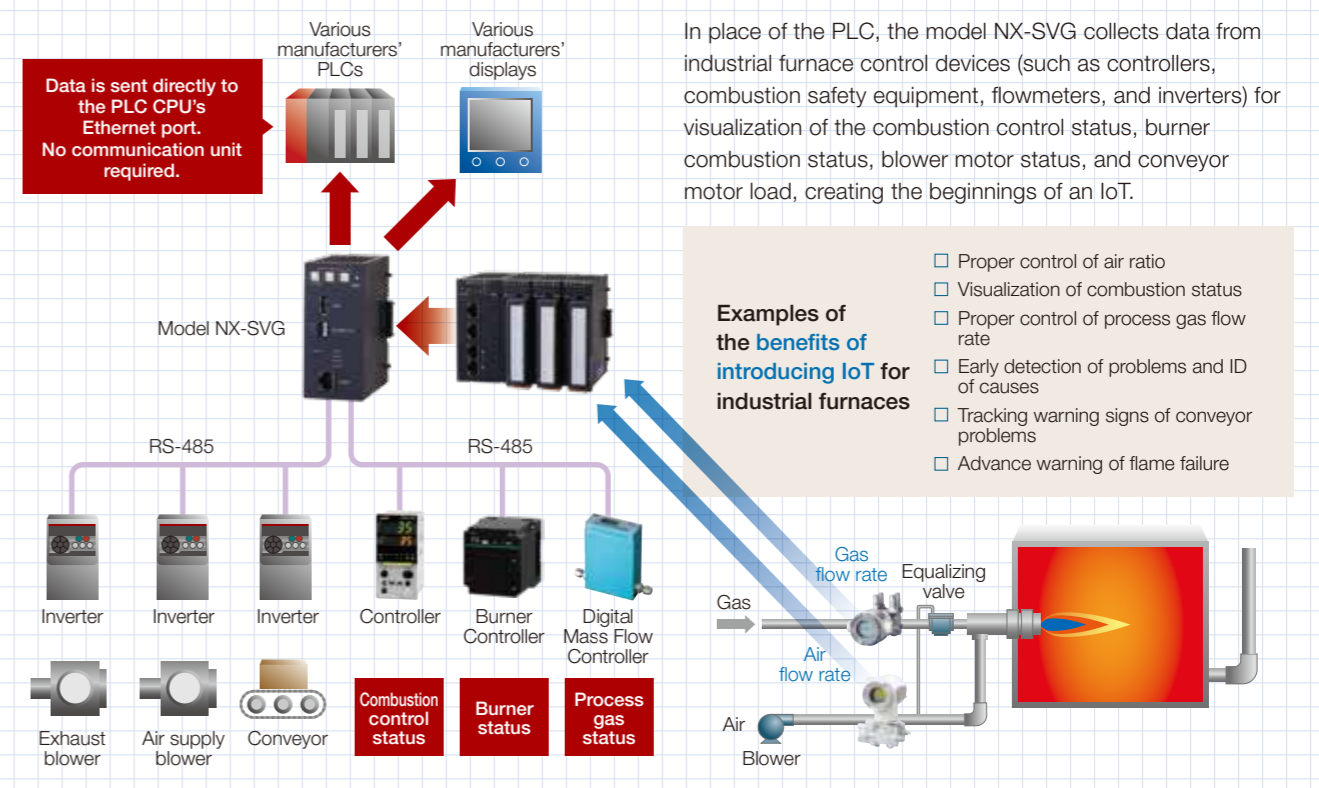 Various
manufacturers'
PLCs
Various
manufacturers'
displays
Data is sent directly to
the PLC CPU's
Ethernet port.
No communication unit
required.
In place of the PLC, the model NX-SVG collects data from
industrial furnace control devices (such as controllers,
combustion safety equipment, flowmeters, and inverters) for
visualization of the combustion control status, burner
combustion status, blower motor status, and conveyor
motor load, creating the beginnings of an IoT.
Examples of
the benefits of
introducing IoT for
industrial furnaces
☐ Proper control of air ratio
☐ Visualization of combustion status
☐ Proper control of process gas flow
rate
☐ Early detection of problems and ID
of causes
☐ Tracking warning signs of conveyor
problems
☐ Advance warning of flame failure
Model NX-SVG
RS-485
RS-485
35
35
Inverter
Inverter
Inverter
Controller
Burner
Controller
Digital
Mass Flow
Controller
Exhaust
blower
Air supply
blower
Conveyor
Combustion
control
status
Burner
status
Process
gas
status
Gas
Gas
flow rate
Equalizing
valve
Air
flow rate
Air
Blower